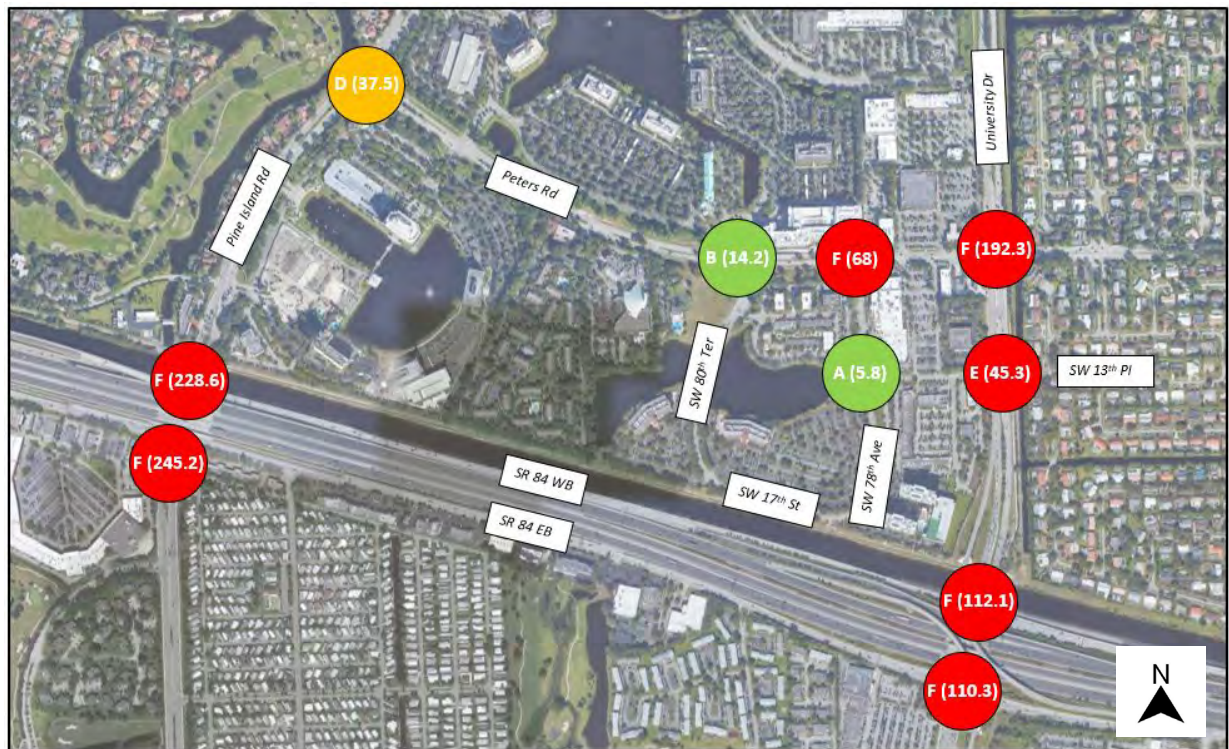 D (37.5)
University Dr
Peters Rd
Pine Island Rd
B (14.2)
F (68)
F (192.3)
F (228.6)
SW 80th Ter
A (5.8)
E (45.3)
SW 13th Pl
F (245.2)
SR 84 WB
SW 17th St
SW 78th Ave
SR 84 EB
F (112.1)
F (110.3)
N